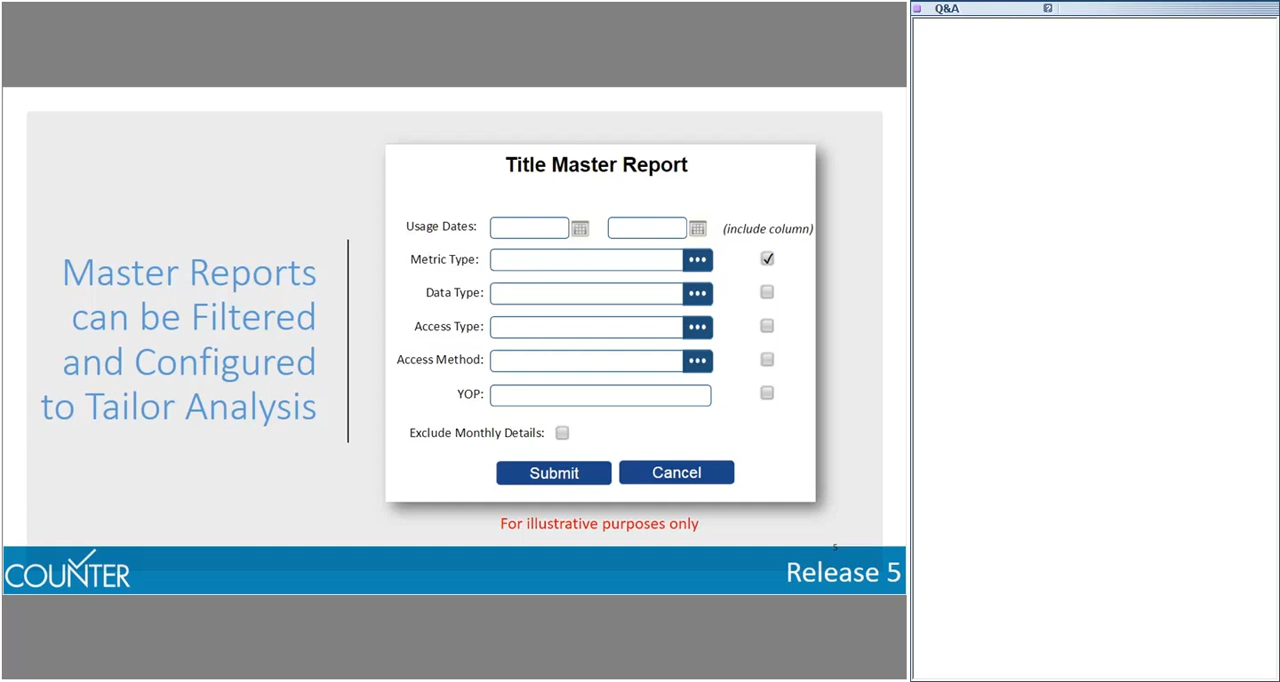 Q&A
Master Reports
can be Filtered
and Configured
to Tailor Analysis
Title Master Report
Usage Dates:
(include column)
Metric Type:
Data Type:
Access Type:
Access Method:
YOP:
Exclude Monthly Details:
Submit Cancel
For illustrative purposes only
5
COUNTER
Release 5